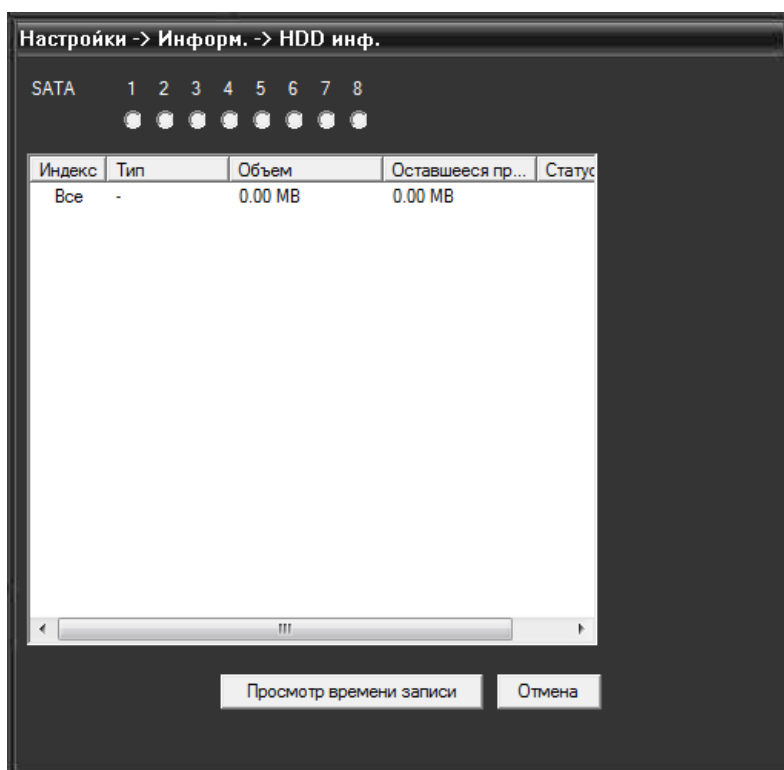 Настройки -> Информ. -> HDD инф.
SATA 1 2 3 4 5 6 7 8
Индекс Тип Объем Оставшееся пр... Статус
Все - 0.00 MB 0.00 MB
Просмотр времени записи Отмена